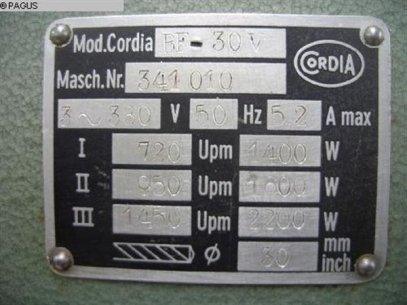 © PAGUS
Mod.Cordia BF-30V
CORDIA
Masch.Nr. 341010
3~380 V 50 Hz 5.2 A max
I 720 Upm 1400 W
II 950 Upm 1600 W
III 1450 Upm 2200 W
ø 30 mm
inch